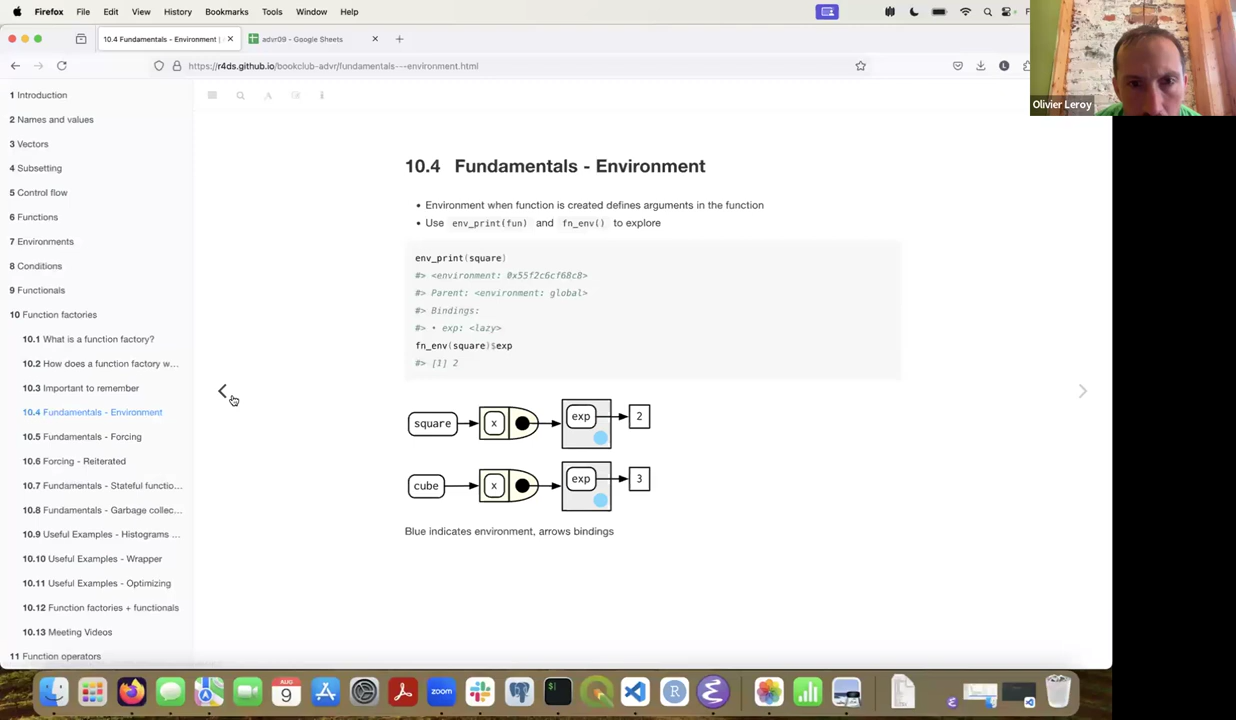 Firefox File Edit View History Bookmarks Tools Window Help
10.4 Fundamentals - Environment |
advr09 - Google Sheets
https://r4ds.github.io/bookclub-advr/fundamentals---environment.html
Olivier Leroy
1 Introduction
2 Names and values
3 Vectors
4 Subsetting
5 Control flow
6 Functions
7 Environments
8 Conditions
9 Functionals
10 Function factories
10.1 What is a function factory?
10.2 How does a function factory w...
10.3 Important to remember
10.4 Fundamentals - Environment
10.5 Fundamentals - Forcing
10.6 Forcing - Reiterated
10.7 Fundamentals - Stateful functio...
10.8 Fundamentals - Garbage collec...
10.9 Useful Examples - Histograms ...
10.10 Useful Examples - Wrapper
10.11 Useful Examples - Optimizing
10.12 Function factories + functionals
10.13 Meeting Videos
11 Function operators
10.4 Fundamentals - Environment
• Environment when function is created defines arguments in the function
• Use env_print(fun) and fn_env() to explore
env_print(square)
#> <environment: 0x55f2c6cf68c8>
#> Parent: <environment: global>
#> Bindings:
#> • exp: <lazy>
fn_env(square)$exp
#> [1] 2
square x exp 2
cube x exp 3
Blue indicates environment, arrows bindings
AUG
9
zoom
$
R